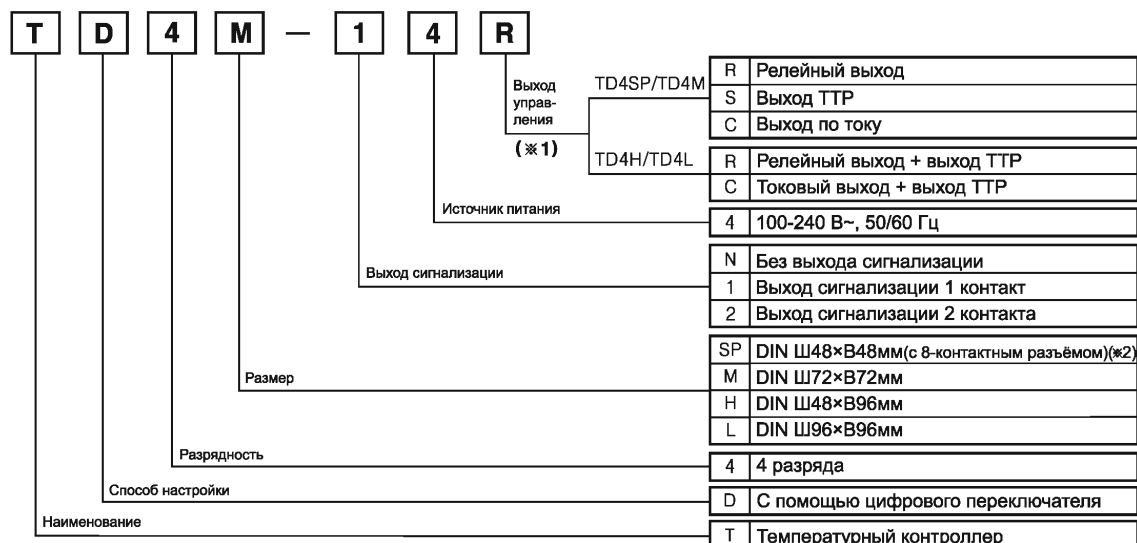 T D 4 M — 1 4 R
Выход
управ-
ления
(※1)
TD4SP/TD4M
R Релейный выход
S Выход ТТР
C Выход по току
TD4H/TD4L
R Релейный выход + выход ТТР
C Токовый выход + выход ТТР
Источник питания
4 100-240 В~, 50/60 Гц
Выход сигнализации
N Без выхода сигнализации
1 Выход сигнализации 1 контакт
2 Выход сигнализации 2 контакта
Размер
SP DIN Ш48×В48мм(с 8-контактным разъёмом)(※2)
M DIN Ш72×В72мм
H DIN Ш48×В96мм
L DIN Ш96×В96мм
Разрядность
4 4 разряда
Способ настройки
D С помощью цифрового переключателя
Наименование
T Температурный контроллер